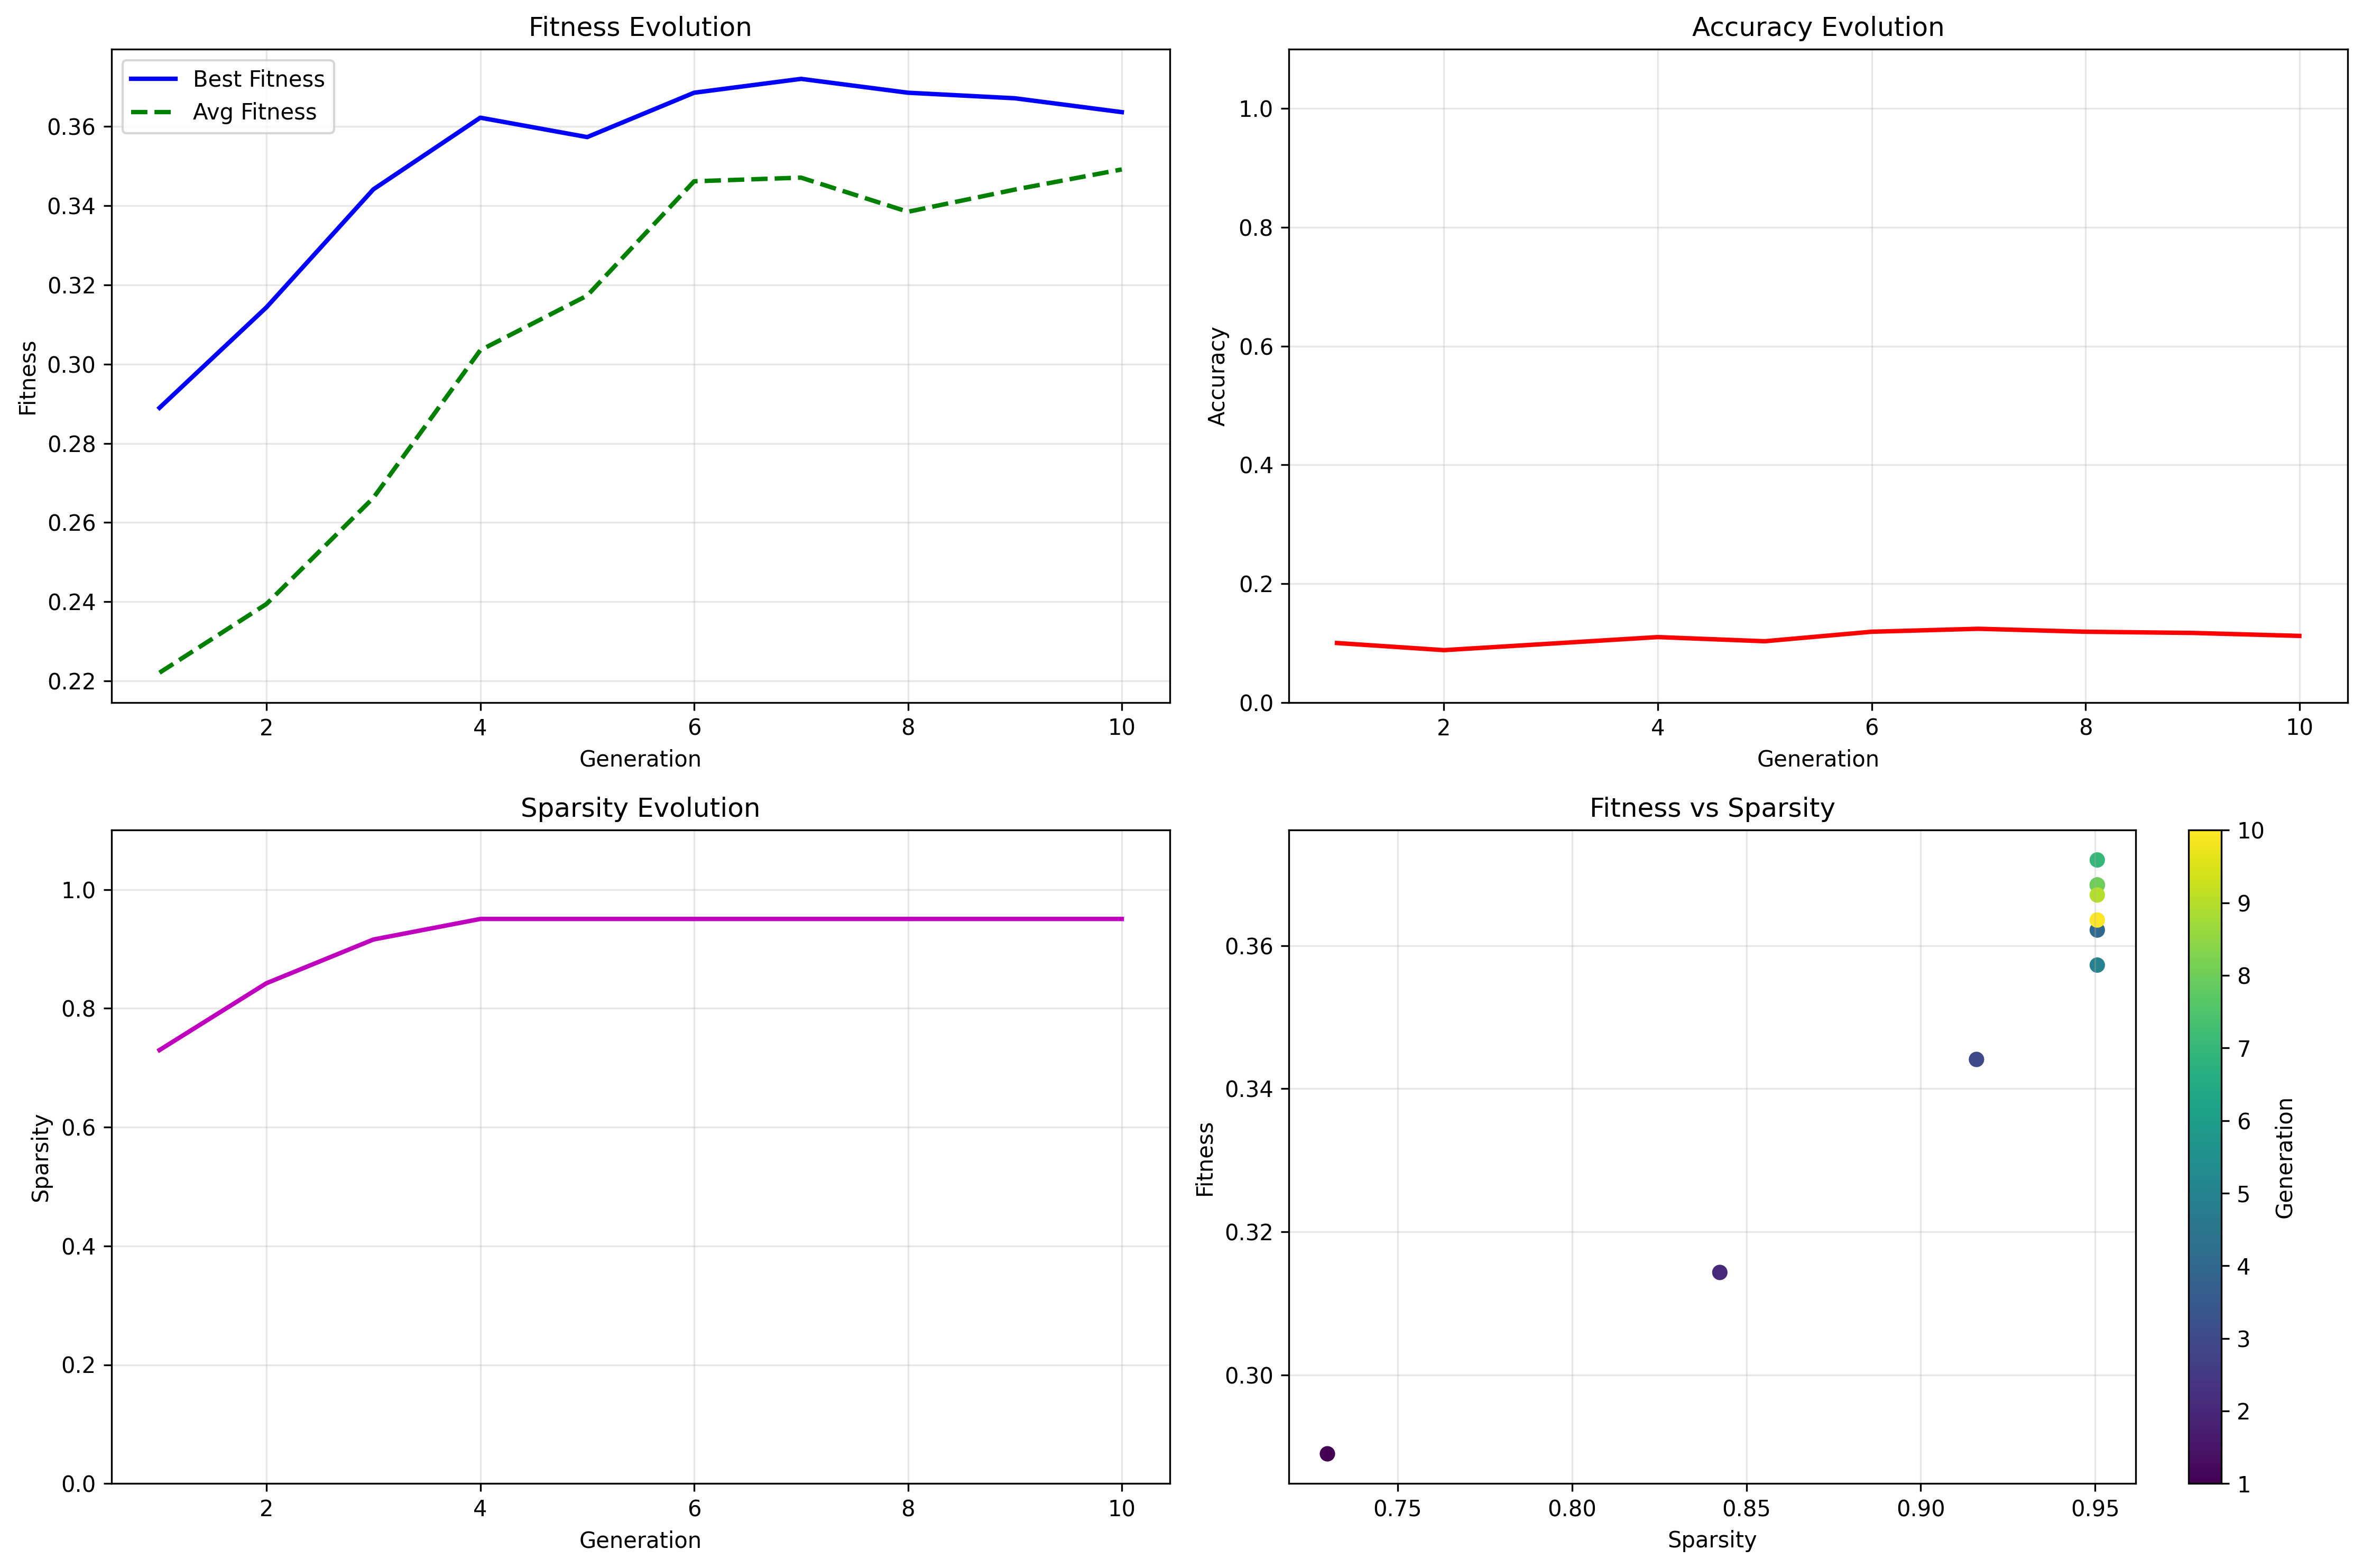 Fitness Evolution
Best Fitness
Avg Fitness
0.36
0.34
0.32
0.30
0.28
0.26
0.24
0.22
Fitness
2 4 6 8 10
Generation
Accuracy Evolution
1.0
0.8
0.6
0.4
0.2
0.0
Accuracy
2 4 6 8 10
Generation
Sparsity Evolution
1.0
0.8
0.6
0.4
0.2
0.0
Sparsity
2 4 6 8 10
Generation
Fitness vs Sparsity
0.36
0.34
0.32
0.30
Fitness
0.75 0.80 0.85 0.90 0.95
Sparsity
10
9
8
7
6
5
4
3
2
1
Generation